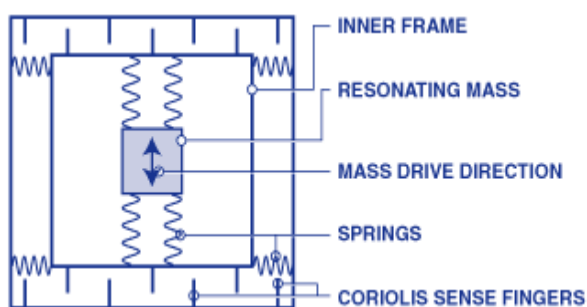 INNER FRAME
RESONATING MASS
MASS DRIVE DIRECTION
SPRINGS
CORIOLIS SENSE FINGERS